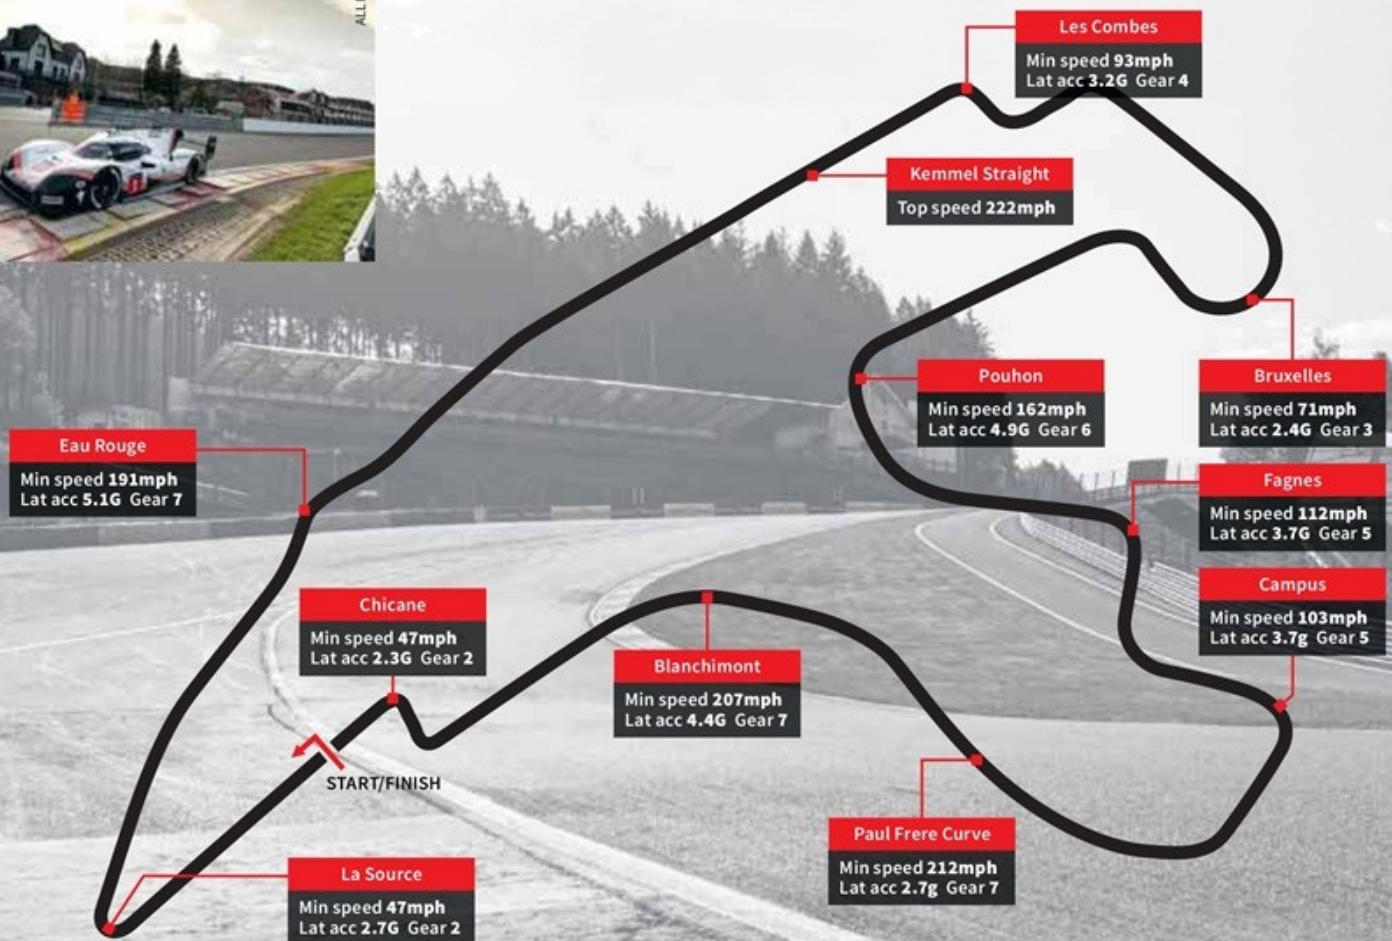 ALL
Les Combes
Min speed 93mph
Lat acc 3.2G Gear 4
Kemmel Straight
Top speed 222mph
Pouhon
Min speed 162mph
Lat acc 4.9G Gear 6
Bruxelles
Min speed 71mph
Lat acc 2.4G Gear 3
Eau Rouge
Min speed 191mph
Lat acc 5.1G Gear 7
Fagnes
Min speed 112mph
Lat acc 3.7G Gear 5
Chicane
Min speed 47mph
Lat acc 2.3G Gear 2
Campus
Min speed 103mph
Lat acc 3.7g Gear 5
Blanchimont
Min speed 207mph
Lat acc 4.4G Gear 7
START/FINISH
Paul Frere Curve
Min speed 212mph
Lat acc 2.7g Gear 7
La Source
Min speed 47mph
Lat acc 2.7G Gear 2